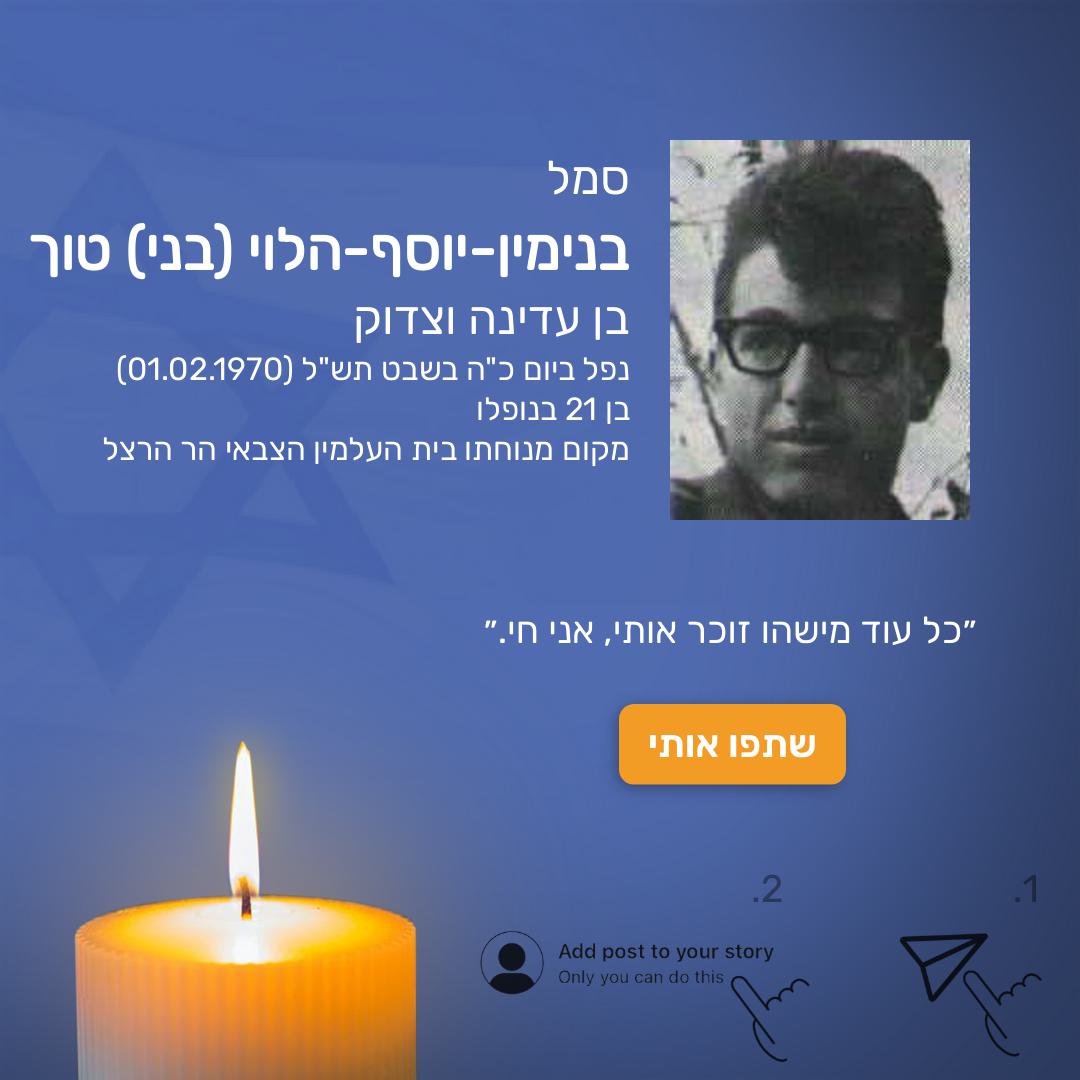 סמל
בנימין-יוסף-הלוי (בני) טוך
בן עדינה וצדוק
נפל ביום כ"ה בשבט תש"ל (01.02.1970)
בן 21 בנופלו
מקום מנוחתו בית העלמין הצבאי הר הרצל
״כל עוד מישהו זוכר אותי, אני חי.״
שתפו אותי
1.
2.
Add post to your story
Only you can do this